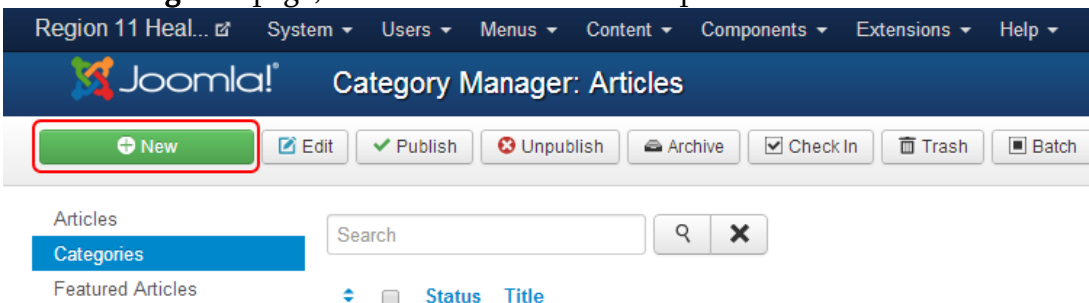 Region 11 Heal... System Users Menus Content Components Extensions Help
Joomla! Category Manager: Articles
New Edit Publish Unpublish Archive Check In Trash Batch
Articles
Search
Categories
Featured Articles
Status Title